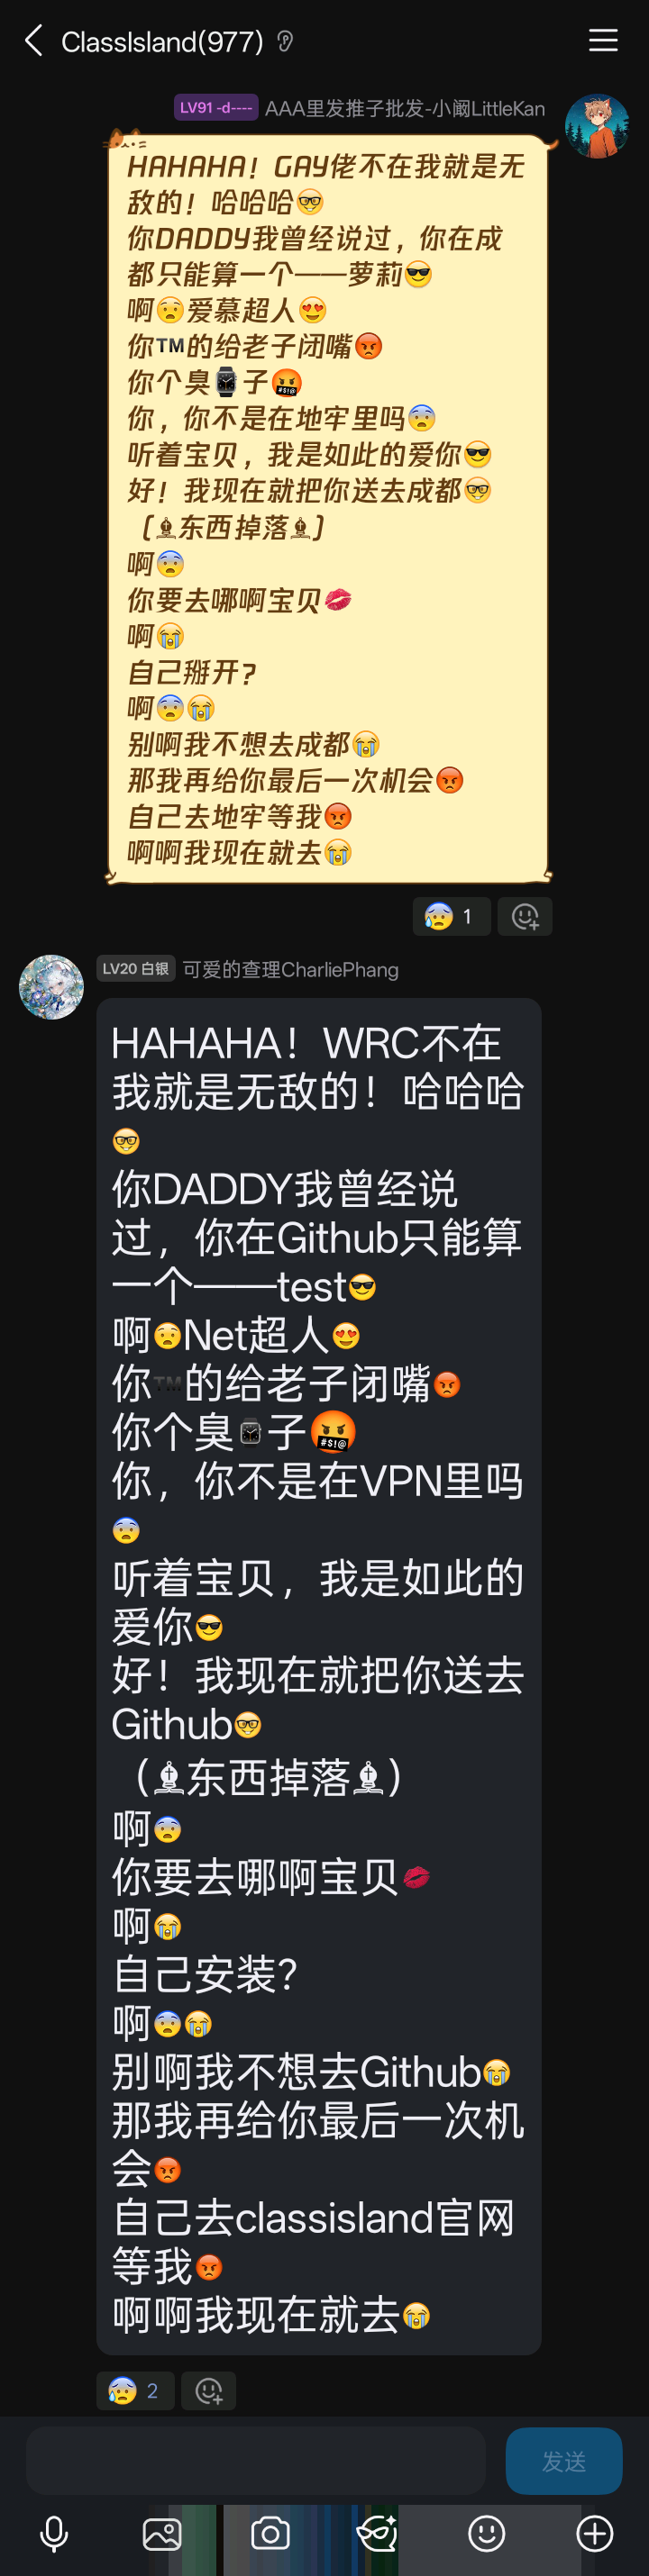 ClassIsland(977)
LV91 -d---- AAA里发推子批发-小阚LittleKan
HAHAHA！GAY佬不在我就是无
敌的！哈哈哈🤓
你DADDY我曾经说过，你在成
都只能算一个——萝莉😎
啊😧爱慕超人😍
你™️的给老子闭嘴😡
你个臭⌚子🤬
你，你不是在地牢里吗😨
听着宝贝，我是如此的爱你😎
好！我现在就把你送去成都🤓
（♝东西掉落♝）
啊😨
你要去哪啊宝贝💋
啊😭
自己掰开?
啊😨😭
别啊我不想去成都😭
那我再给你最后一次机会😡
自己去地牢等我😡
啊啊我现在就去😭
😰 1
LV20 白银 可爱的查理CharliePhang
HAHAHA！WRC不在
我就是无敌的！哈哈哈
🤓
你DADDY我曾经说
过，你在Github只能算
一个——test😎
啊😧Net超人😍
你™️的给老子闭嘴😡
你个臭⌚子🤬
你，你不是在VPN里吗
😨
听着宝贝，我是如此的
爱你😎
好！我现在就把你送去
Github🤓
（♝东西掉落♝）
啊😨
你要去哪啊宝贝💋
啊😭
自己安装?
啊😨😭
别啊我不想去Github😭
那我再给你最后一次机
会😡
自己去classisland官网
等我😡
啊啊我现在就去😭
😰 2
发送